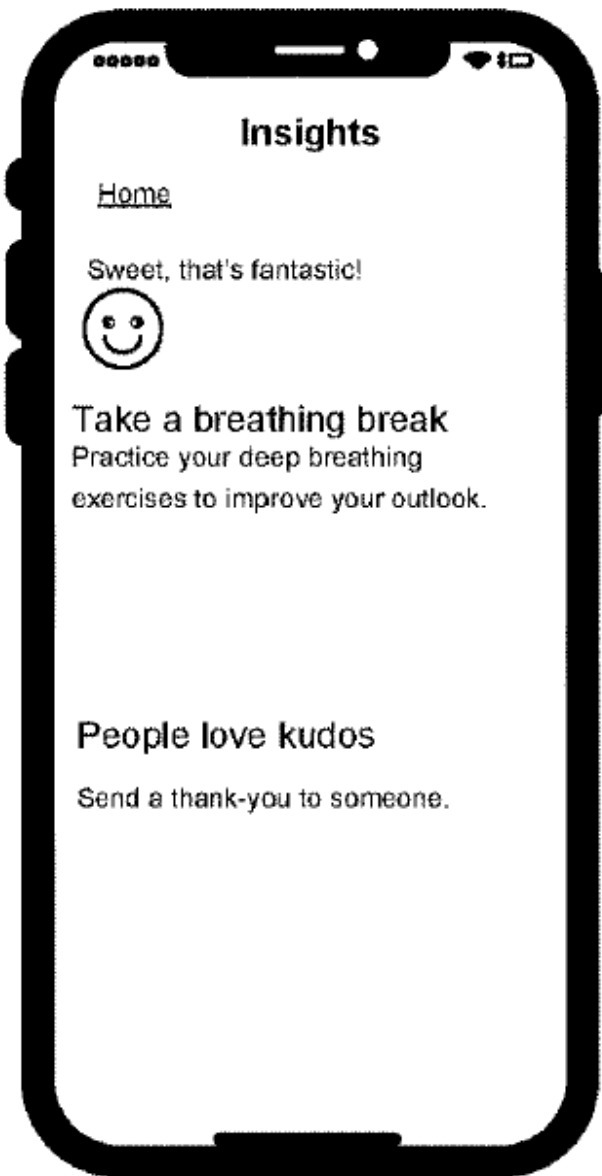 Insights
Home
Sweet, that's fantastic!
Take a breathing break
Practice your deep breathing
exercises to improve your outlook.
People love kudos
Send a thank-you to someone.